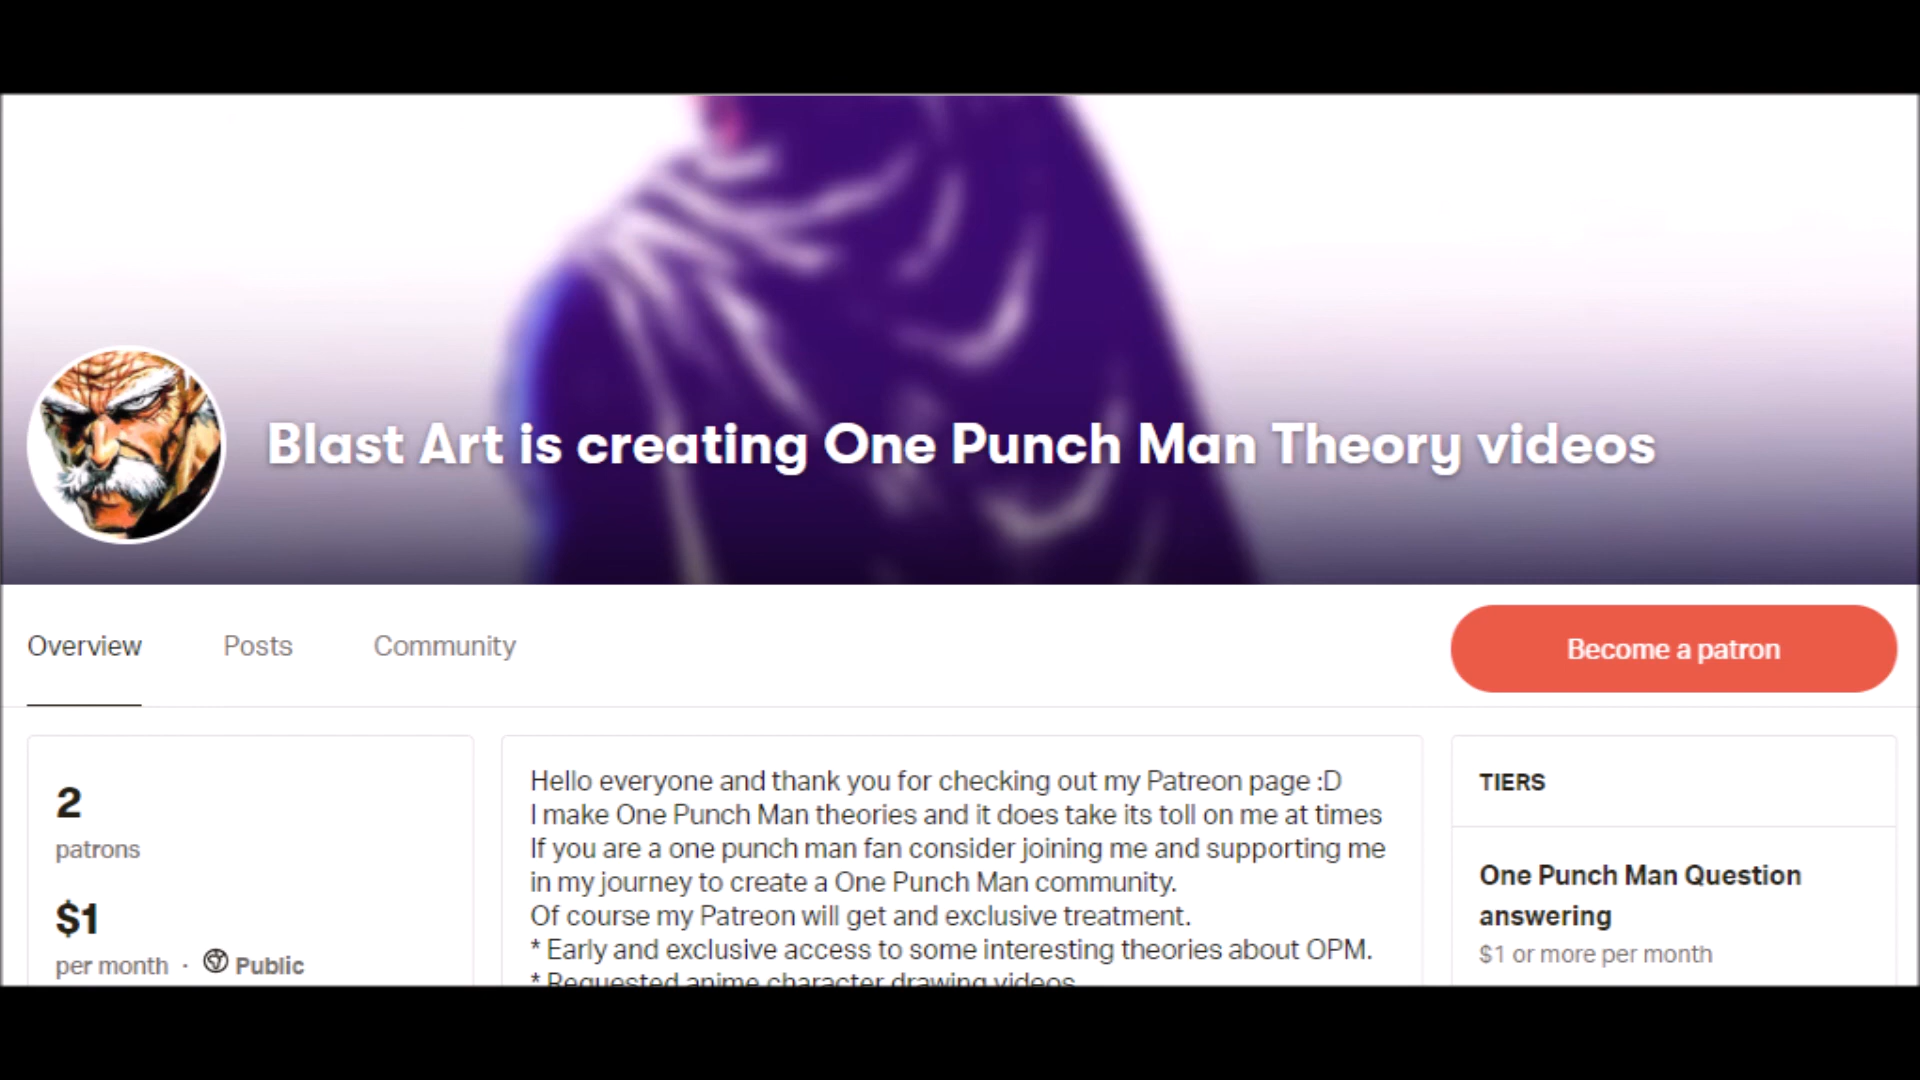 Blast Art is creating One Punch Man Theory videos
Overview
Posts
Community
Become a patron
2
patrons
$1
per month · Public
Hello everyone and thank you for checking out my Patreon page :D
I make One Punch Man theories and it does take its toll on me at times
If you are a one punch man fan consider joining me and supporting me
in my journey to create a One Punch Man community.
Of course my Patreon will get and exclusive treatment.
* Early and exclusive access to some interesting theories about OPM.
* Requested anime character drawing videos
TIERS
One Punch Man Question
answering
$1 or more per month